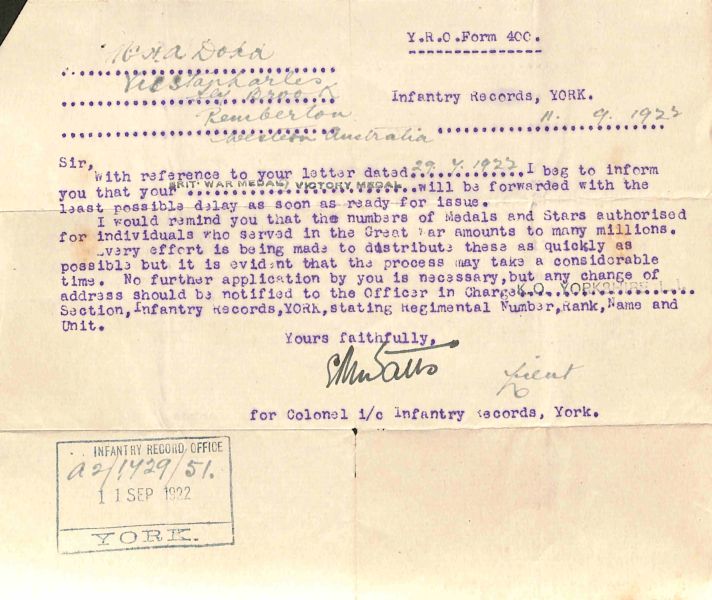 Y.R.O. Form 400.
Infantry Records, YORK.
Pemberton
Western Australia
11 . 9 . 1922
Sir,
With reference to your letter dated 29.7.1922 I beg to inform
you that your BRIT. WAR MEDAL/ VICTORY MEDAL will be forwarded with the
least possible delay as soon as ready for issue.
I would remind you that the numbers of Medals and Stars authorised
for individuals who served in the Great War amounts to many millions.
Every effort is being made to distribute these as quickly as
possible but it is evident that the process may take a considerable
time. No further application by you is necessary,but any change of
address should be notified to the Officer in Charge K.O. YORKSHIRE L.I.
Section,Infantry Records,YORK,stating Regimental Number,Rank,Name and
Unit.
Yours faithfully,
Lieut
for Colonel i/c Infantry Records, York.
INFANTRY RECORD OFFICE
A2/1429/51.
11 SEP 1922
YORK.